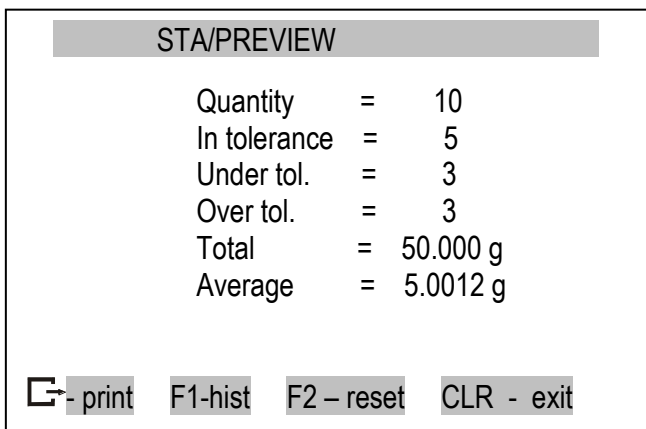 STA/PREVIEW
Quantity = 10
In tolerance = 5
Under tol. = 3
Over tol. = 3
Total = 50.000 g
Average = 5.0012 g
- print F1-hist F2 – reset CLR - exit